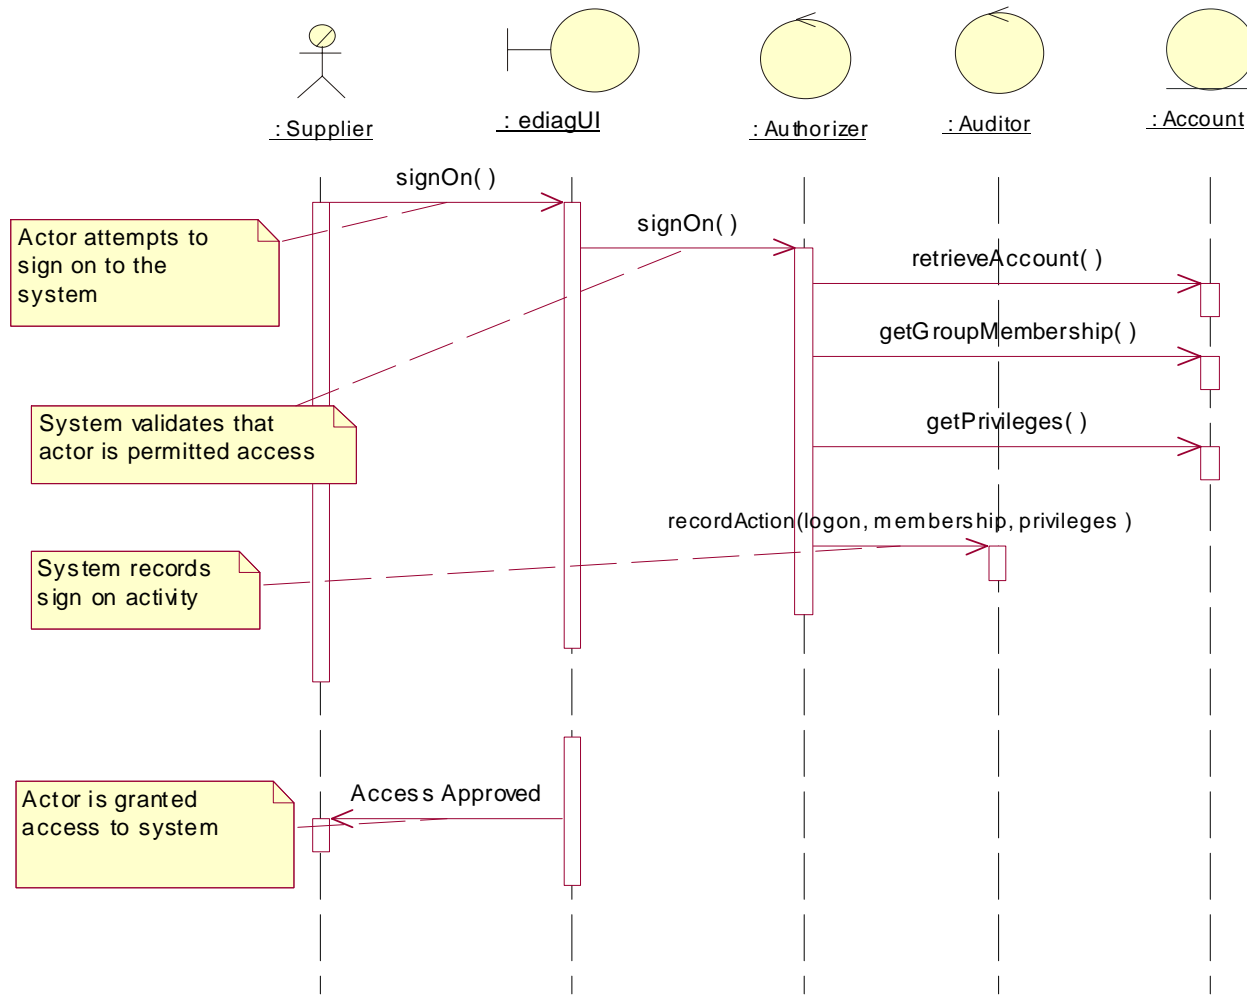 : Supplier
: ediagUI
: Authorizer
: Auditor
: Account
signOn( )
signOn( )
Actor attempts to
sign on to the
system
retrieveAccount( )
getGroupMembership( )
System validates that
actor is permitted access
getPrivileges( )
recordAction(logon, membership, privileges )
System records
sign on activity
Actor is granted
access to system
Access Approved